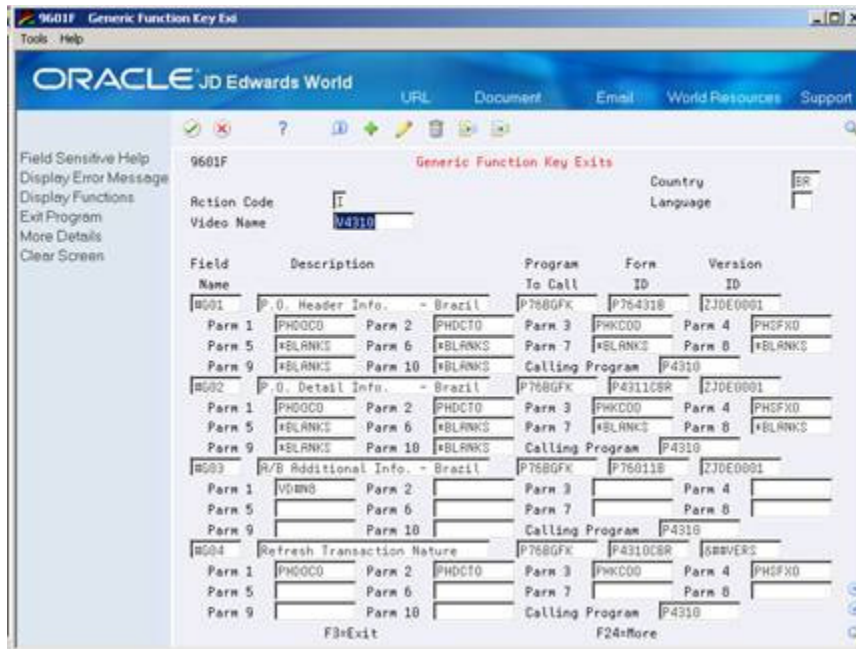 9601F Generic Function Key Exi
Tools Help
ORACLE JD Edwards World
URL Document Email World Resources Support
Field Sensitive Help
Display Error Message
Display Functions
Exit Program
More Details
Clear Screen
9601F Generic Function Key Exits
Country BR
Action Code I Language
Video Name V4310
Field Description Program Form Version
Name To Call ID ID
#G01 P.O. Header Info. - Brazil P76BGFK P76431B ZJDE0001
Parm 1 PHDOCO Parm 2 PHDCTO Parm 3 PHKCOO Parm 4 PHSFXO
Parm 5 *BLANKS Parm 6 *BLANKS Parm 7 *BLANKS Parm 8 *BLANKS
Parm 9 *BLANKS Parm 10 *BLANKS Calling Program P4310
#G02 P.O. Detail Info. - Brazil P76BGFK P4311CBR ZJDE0001
Parm 1 PHDOCO Parm 2 PHDCTO Parm 3 PHKCOO Parm 4 PHSFXO
Parm 5 *BLANKS Parm 6 *BLANKS Parm 7 *BLANKS Parm 8 *BLANKS
Parm 9 *BLANKS Parm 10 *BLANKS Calling Program P4310
#G03 A/B Additional Info. - Brazil P76BGFK P76011B ZJDE0001
Parm 1 VD#N8 Parm 2 Parm 3 Parm 4
Parm 5 Parm 6 Parm 7 Parm 8
Parm 9 Parm 10 Calling Program P4310
#G04 Refresh Transaction Nature P76BGFK P4310CBR &##VERS
Parm 1 PHDOCO Parm 2 PHDCTO Parm 3 PHKCOO Parm 4 PHSFXO
Parm 5 Parm 6 Parm 7 Parm 8
Parm 9 Parm 10 Calling Program P4310
F3=Exit F24=More